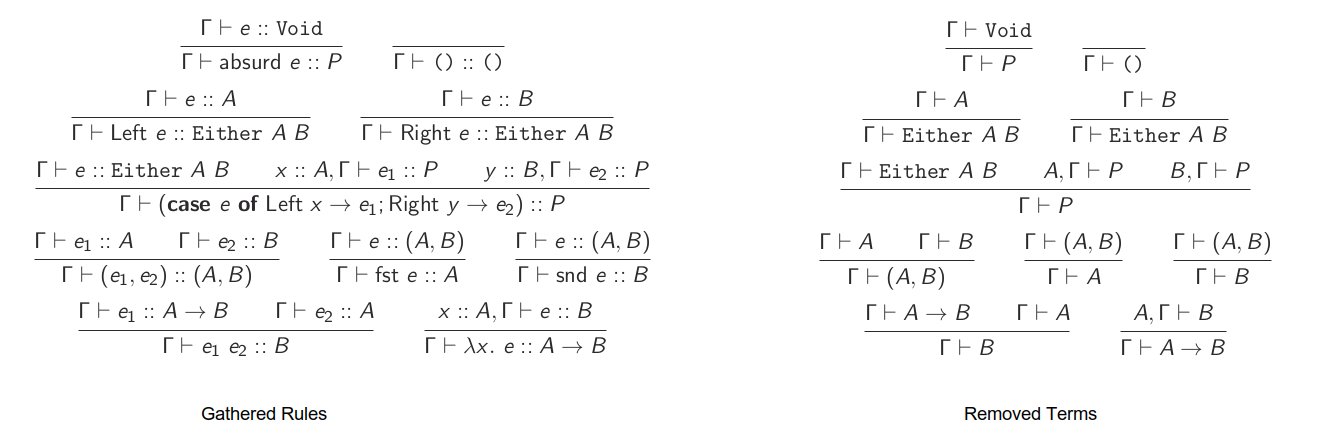 Γ ⊢ e :: Void
Γ ⊢ absurd e :: P Γ ⊢ () :: ()
Γ ⊢ e :: A Γ ⊢ e :: B
Γ ⊢ Left e :: Either A B Γ ⊢ Right e :: Either A B
Γ ⊢ e :: Either A B x :: A, Γ ⊢ e₁ :: P y :: B, Γ ⊢ e₂ :: P
Γ ⊢ (case e of Left x → e₁; Right y → e₂) :: P
Γ ⊢ e₁ :: A Γ ⊢ e₂ :: B Γ ⊢ e :: (A, B) Γ ⊢ e :: (A, B)
Γ ⊢ (e₁, e₂) :: (A, B) Γ ⊢ fst e :: A Γ ⊢ snd e :: B
Γ ⊢ e₁ :: A → B Γ ⊢ e₂ :: A x :: A, Γ ⊢ e :: B
Γ ⊢ e₁ e₂ :: B Γ ⊢ λx. e :: A → B
Gathered Rules
Γ ⊢ Void
Γ ⊢ P Γ ⊢ ()
Γ ⊢ A Γ ⊢ B
Γ ⊢ Either A B Γ ⊢ Either A B
Γ ⊢ Either A B A, Γ ⊢ P B, Γ ⊢ P
Γ ⊢ P
Γ ⊢ A Γ ⊢ B Γ ⊢ (A, B) Γ ⊢ (A, B)
Γ ⊢ (A, B) Γ ⊢ A Γ ⊢ B
Γ ⊢ A → B Γ ⊢ A A, Γ ⊢ B
Γ ⊢ B Γ ⊢ A → B
Removed Terms